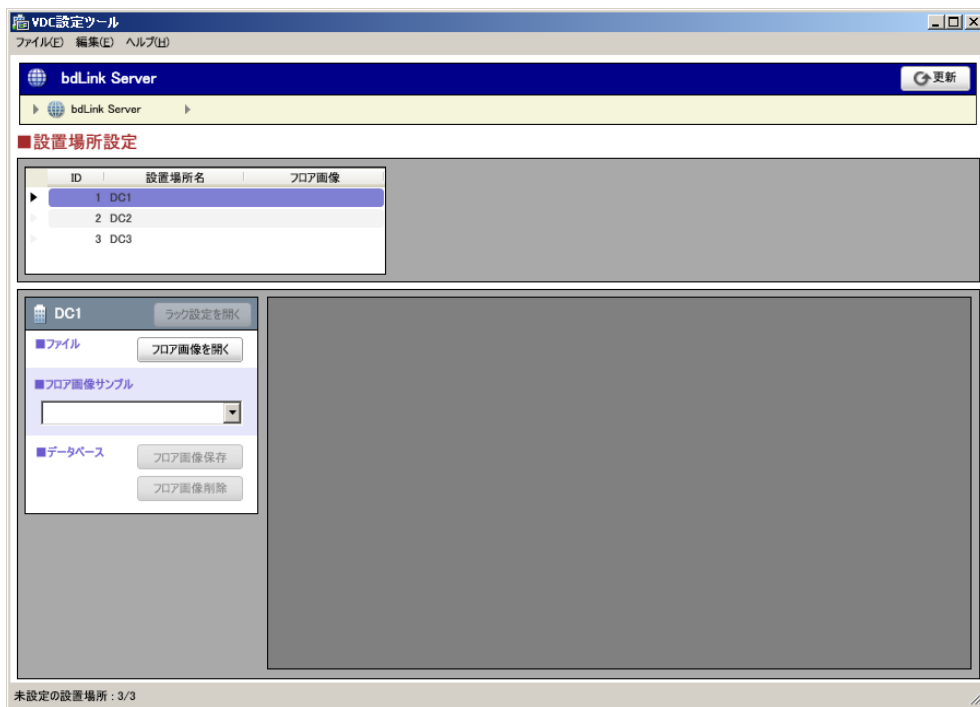 VDC設定ツール
ファイル(F) 編集(E) ヘルプ(H)
bdLink Server 更新
bdLink Server
■設置場所設定
ID 設置場所名 フロア画像
1 DC1
2 DC2
3 DC3
DC1 ラック設定を開く
■ファイル フロア画像を開く
■フロア画像サンプル
■データベース フロア画像保存
フロア画像削除
未設定の設置場所 : 3/3